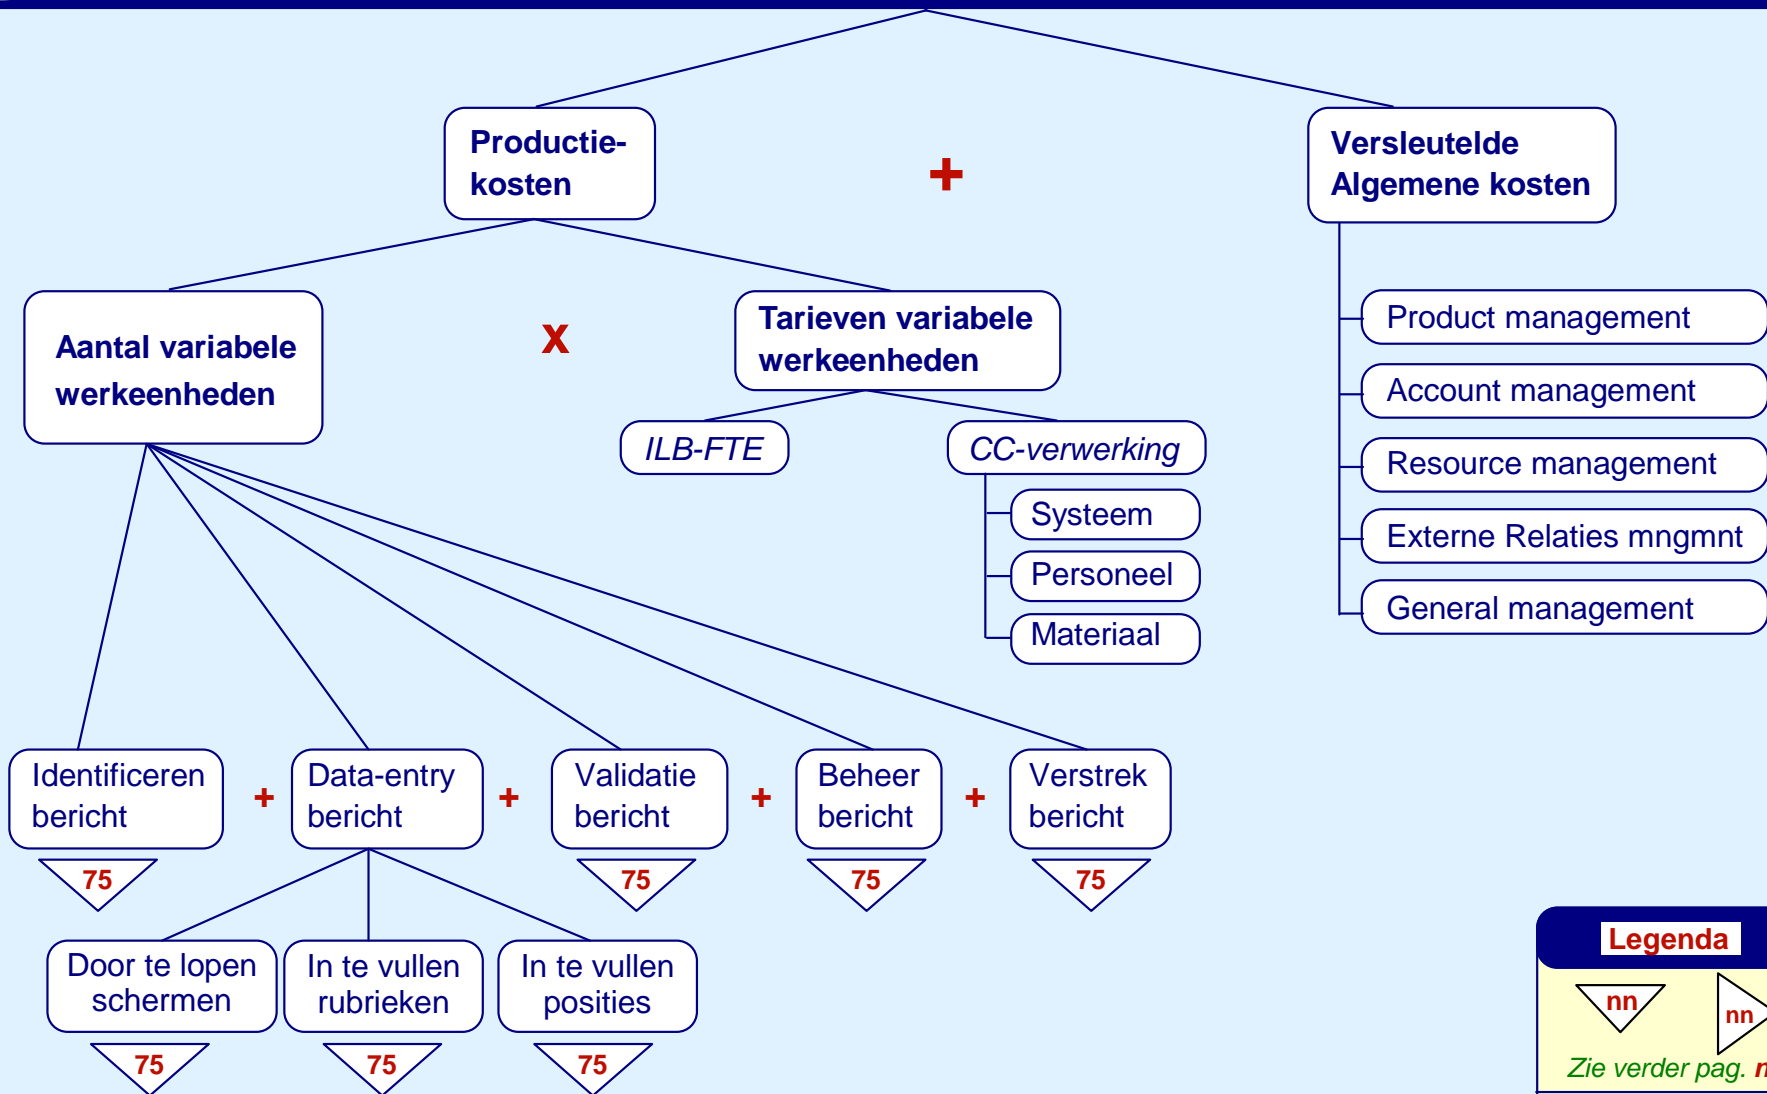 Productie-
kosten
+
Versleutelde
Algemene kosten
Aantal variabele
werkeenheden
x
Tarieven variabele
werkeenheden
ILB-FTE
CC-verwerking
Systeem
Personeel
Materiaal
Product management
Account management
Resource management
Externe Relaties mngmnt
General management
Identificeren
bericht
+
Data-entry
bericht
+
Validatie
bericht
+
Beheer
bericht
+
Verstrek
bericht
75
75
75
75
Door te lopen
schermen
In te vullen
rubrieken
In te vullen
posities
75
75
75
Legenda
nn
nn
Zie verder pag.